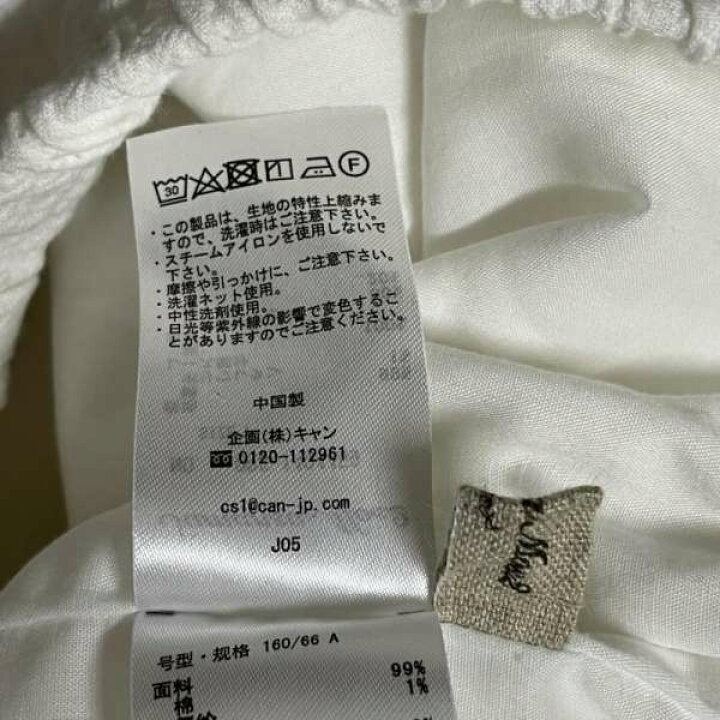 30
F
・この製品は、生地の特性上縮みま
すので、洗濯時はご注意下さい。
・スチームアイロンを使用しないで
下さい。
・摩擦や引っかけに、ご注意下さい。
・洗濯ネット使用。
・中性洗剤使用。
・日光等紫外線の影響で変色するこ
とがありますのでご注意ください。
中国製
企画(株)キャン
0120-112961
cs1@can-jp.com
J05
号型・规格 160/66 A
面料 99%
棉 1%